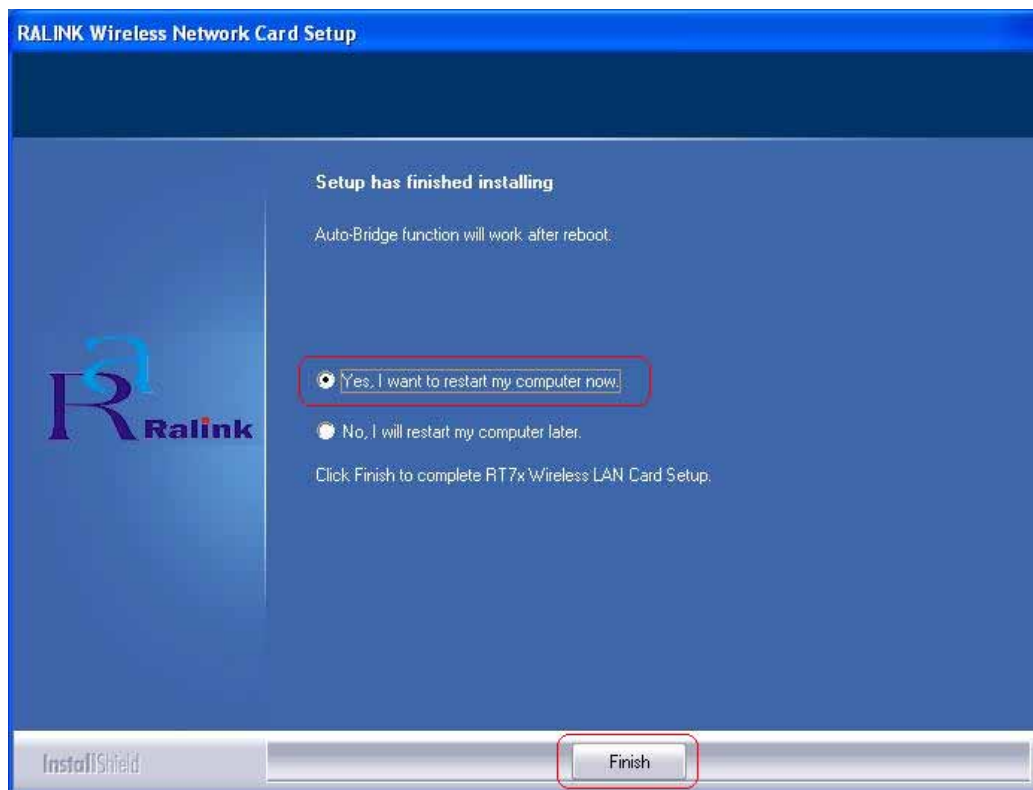 RALINK Wireless Network Card Setup
Setup has finished installing
Auto-Bridge function will work after reboot.
Ra
Ralink
Yes, I want to restart my computer now.
No, I will restart my computer later.
Click Finish to complete RT7x Wireless LAN Card Setup.
InstallShield
Finish